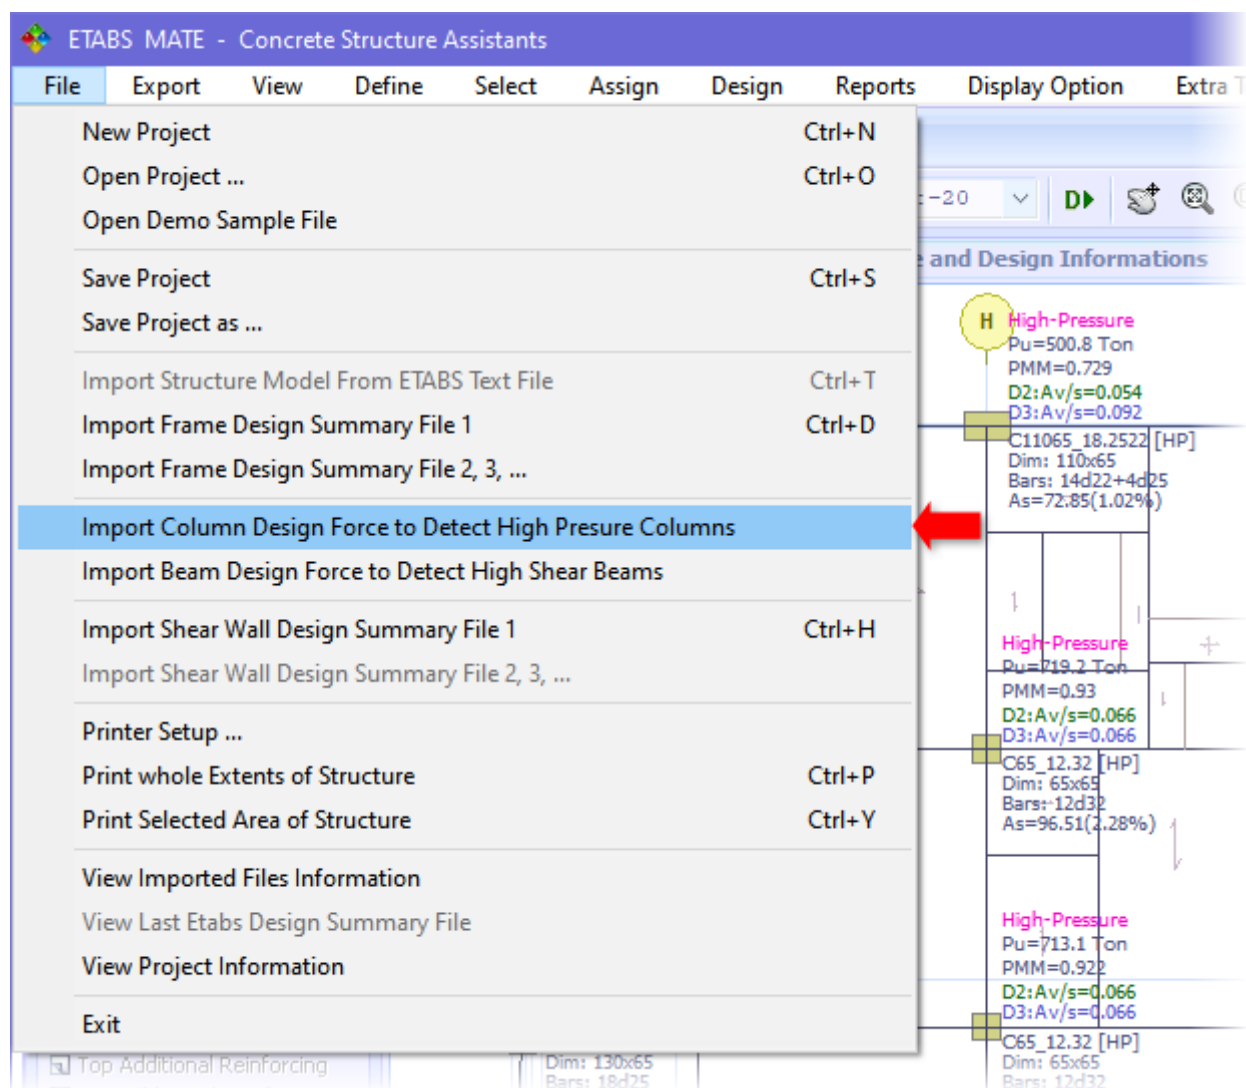 ETABS MATE - Concrete Structure Assistants
File Export View Define Select Assign Design Reports Display Option Extra
New Project Ctrl+N
Open Project ... Ctrl+O
Open Demo Sample File
-20 D
Save Project Ctrl+S
and Design Informations
Save Project as ...
H High-Pressure
Pu=500.8 Ton
PMM=0.729
D2:Av/s=0.054
D3:Av/s=0.092
Import Structure Model From ETABS Text File Ctrl+T
Import Frame Design Summary File 1 Ctrl+D
Import Frame Design Summary File 2, 3, ...
C11065_18.2522 [HP]
Dim: 110x65
Bars: 14d22+4d25
As=72.85(1.02%)
Import Column Design Force to Detect High Presure Columns
Import Beam Design Force to Detect High Shear Beams
Import Shear Wall Design Summary File 1 Ctrl+H
Import Shear Wall Design Summary File 2, 3, ...
High-Pressure
Pu=719.2 Ton
PMM=0.93
D2:Av/s=0.066
D3:Av/s=0.066
Printer Setup ...
Print whole Extents of Structure Ctrl+P
Print Selected Area of Structure Ctrl+Y
C65_12.32 [HP]
Dim: 65x65
Bars: 12d32
As=96.51(2.28%)
View Imported Files Information
View Last Etabs Design Summary File
View Project Information
High-Pressure
Pu=713.1 Ton
PMM=0.922
D2:Av/s=0.066
D3:Av/s=0.066
Exit
C65_12.32 [HP]
Dim: 65x65
Bars: 12d32
Top Additional Reinforcing
Dim: 130x65
Bars: 18d25